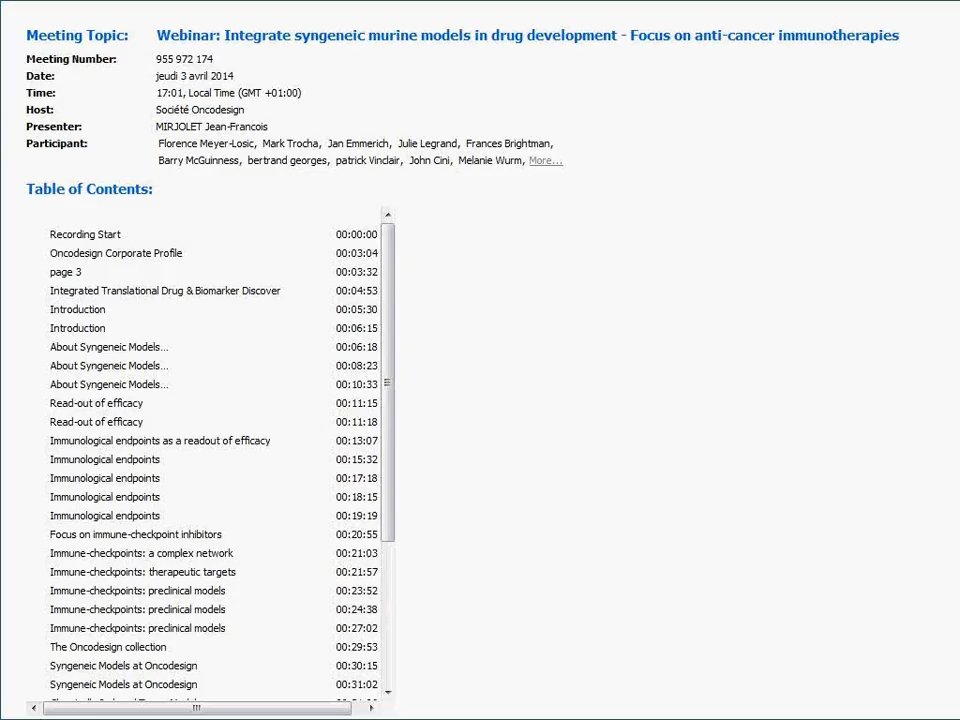 Meeting Topic: Webinar: Integrate syngeneic murine models in drug development - Focus on anti-cancer immunotherapies
Meeting Number: 955 972 174
Date: jeudi 3 avril 2014
Time: 17:01, Local Time (GMT +01:00)
Host: Société Oncodesign
Presenter: MIRJOLET Jean-Francois
Participant: Florence Meyer-Losic, Mark Trocha, Jan Emmerich, Julie Legrand, Frances Brightman,
Barry McGuinness, bertrand georges, patrick Vinclair, John Cini, Melanie Wurm, More...
Table of Contents:
Recording Start 00:00:00
Oncodesign Corporate Profile 00:03:04
page 3 00:03:32
Integrated Translational Drug & Biomarker Discover 00:04:53
Introduction 00:05:30
Introduction 00:06:15
About Syngeneic Models... 00:06:18
About Syngeneic Models... 00:08:23
About Syngeneic Models... 00:10:33
Read-out of efficacy 00:11:15
Read-out of efficacy 00:11:18
Immunological endpoints as a readout of efficacy 00:13:07
Immunological endpoints 00:15:32
Immunological endpoints 00:17:18
Immunological endpoints 00:18:15
Immunological endpoints 00:19:19
Focus on immune-checkpoint inhibitors 00:20:55
Immune-checkpoints: a complex network 00:21:03
Immune-checkpoints: therapeutic targets 00:21:57
Immune-checkpoints: preclinical models 00:23:52
Immune-checkpoints: preclinical models 00:24:38
Immune-checkpoints: preclinical models 00:27:02
The Oncodesign collection 00:29:53
Syngeneic Models at Oncodesign 00:30:15
Syngeneic Models at Oncodesign 00:31:02